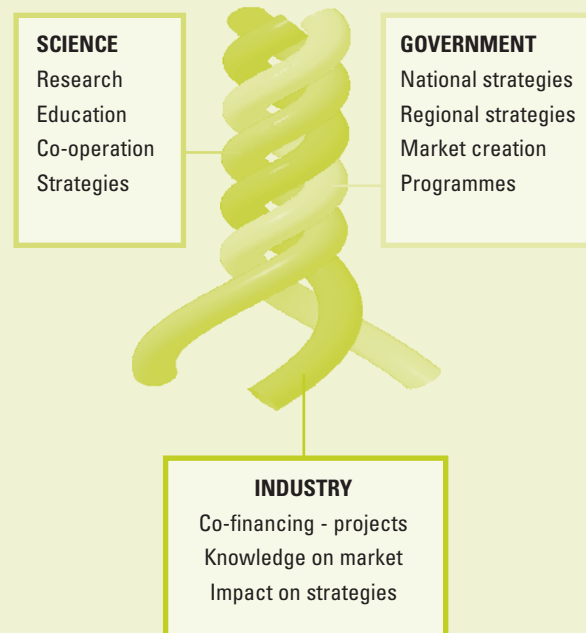 SCIENCE
Research
Education
Co-operation
Strategies
GOVERNMENT
National strategies
Regional strategies
Market creation
Programmes
INDUSTRY
Co-financing - projects
Knowledge on market
Impact on strategies